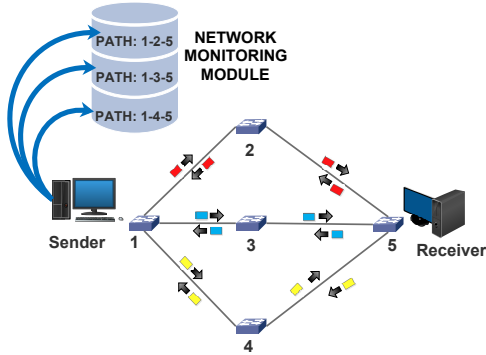 PATH: 1-2-5
PATH: 1-3-5
PATH: 1-4-5
NETWORK
MONITORING
MODULE
2
Sender
1
3
5
Receiver
4